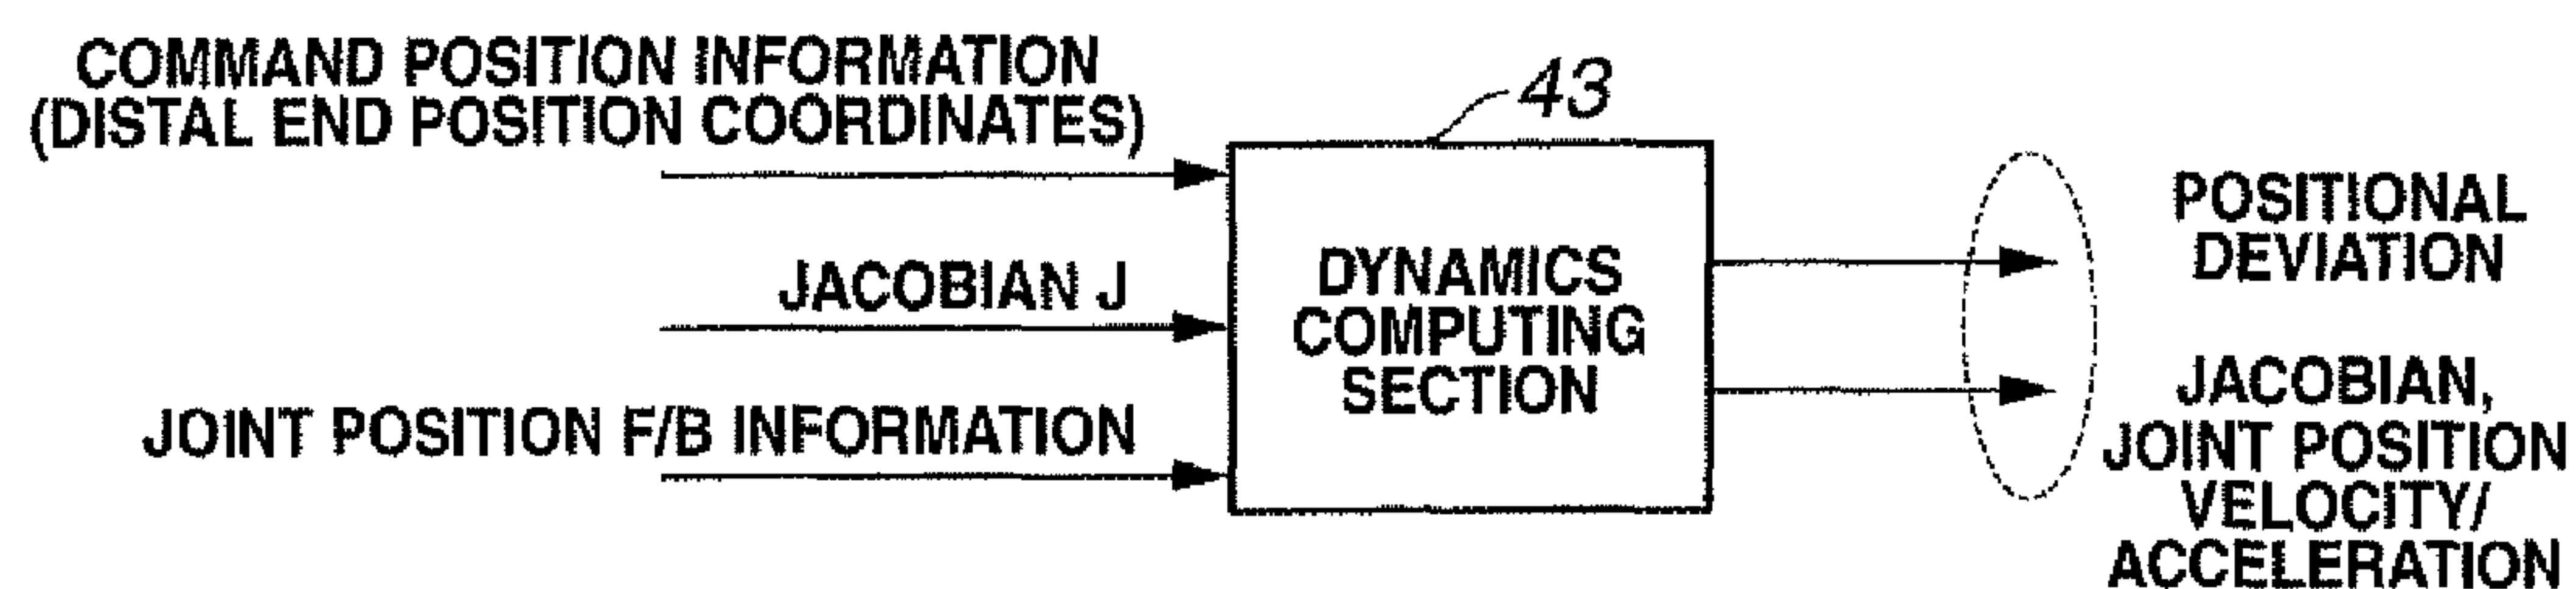 COMMAND POSITION INFORMATION
(DISTAL END POSITION COORDINATES)
43
JACOBIAN J
JOINT POSITION F/B INFORMATION
DYNAMICS
COMPUTING
SECTION
POSITIONAL
DEVIATION
JACOBIAN,
JOINT POSITION
VELOCITY/
ACCELERATION